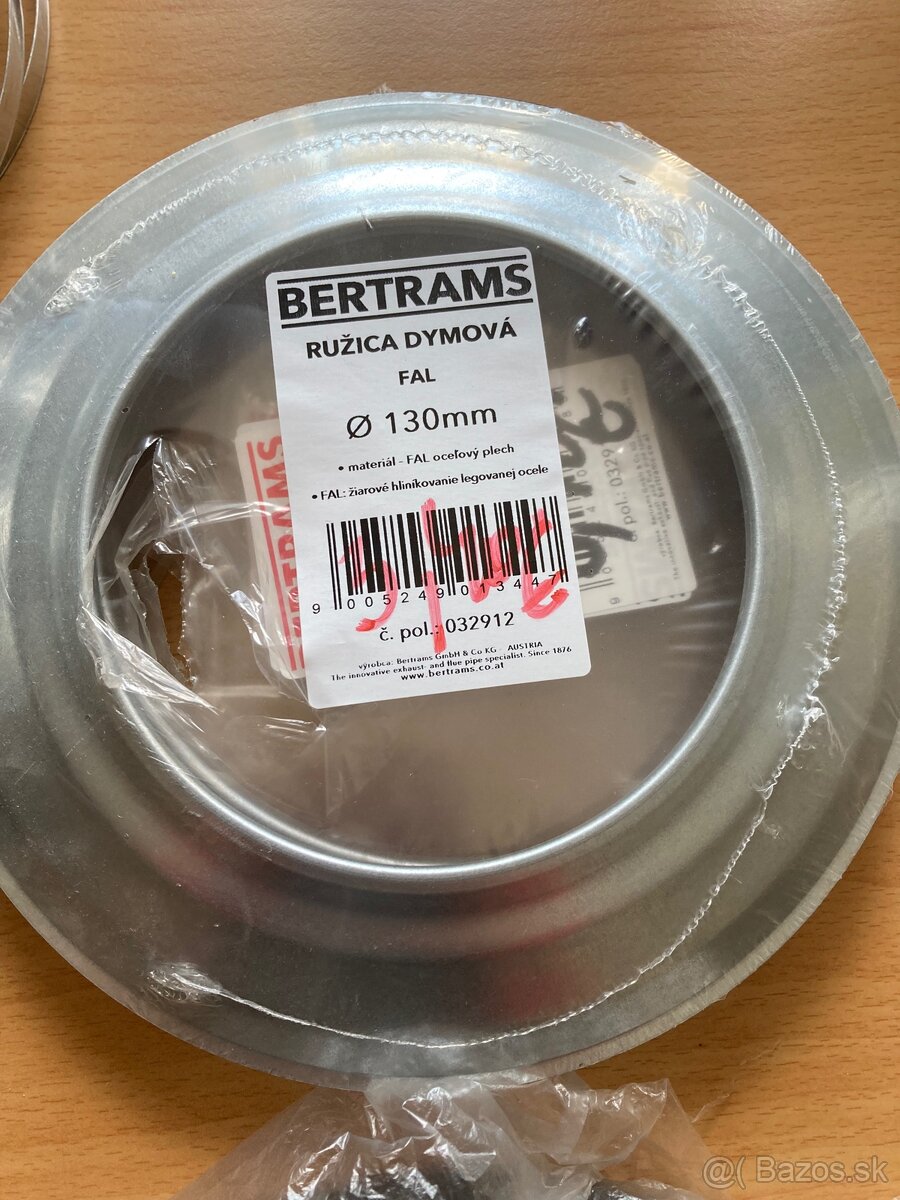 BERTRAMS
RUŽICA DYMOVÁ
FAL
Ø 130mm
• materiál - FAL oceľový plech
• FAL: žiarové hliníkovanie legovanej ocele
9 005249 013447
č. pol.: 032912
výrobca: Bertrams GmbH & Co KG - AUSTRIA
The innovative exhaust- and flue pipe specialist. Since 1876
www.bertrams.co.at
pol.: 0329
@( Bazos.sk